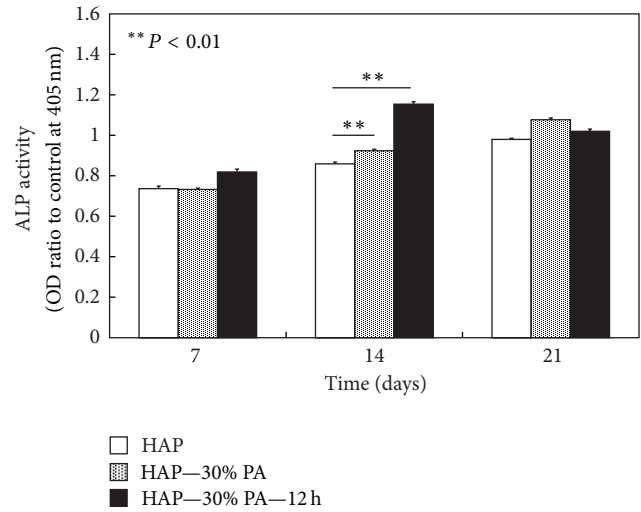 1.6
** P < 0.01
1.4
1.2
**
1
**
0.8
0.6
0.4
0.2
0
ALP activity
(OD ratio to control at 405 nm)
7 14 21
Time (days)
HAP
HAP—30% PA
HAP—30% PA—12 h